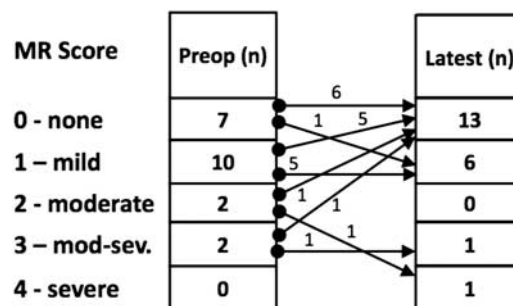 MR Score Preop (n) Latest (n)
6
0 - none 7 1 5 13
1 – mild 10 5 6
2 - moderate 2 1 1 0
3 – mod-sev. 2 1 1 1
4 - severe 0 1